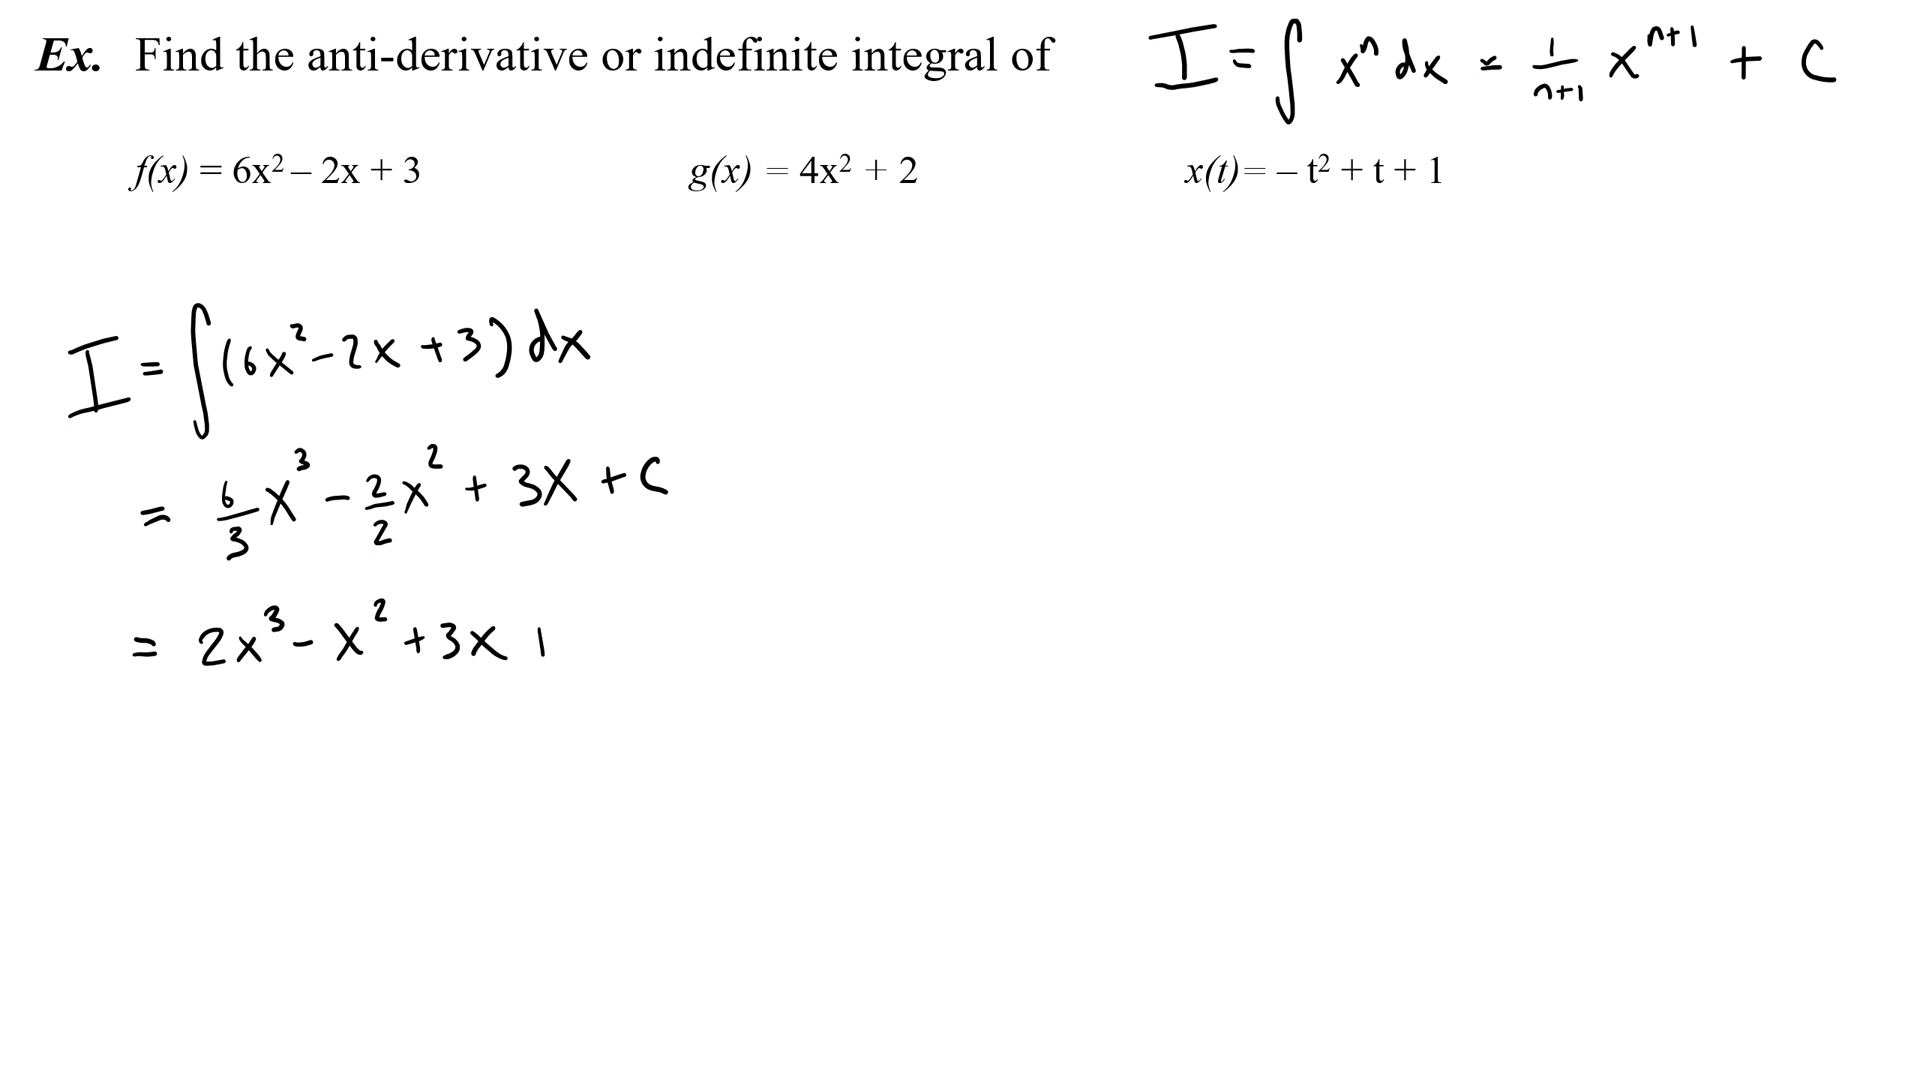 Ex. Find the anti-derivative or indefinite integral of
I = ∫ xⁿ dx = 1/(n+1) xⁿ⁺¹ + C
f(x) = 6x² – 2x + 3
g(x) = 4x² + 2
x(t)= – t² + t + 1
I = ∫(6x² - 2x + 3) dx
= 6/3 x³ - 2/2 x² + 3x + C
= 2x³ - x² + 3x ı